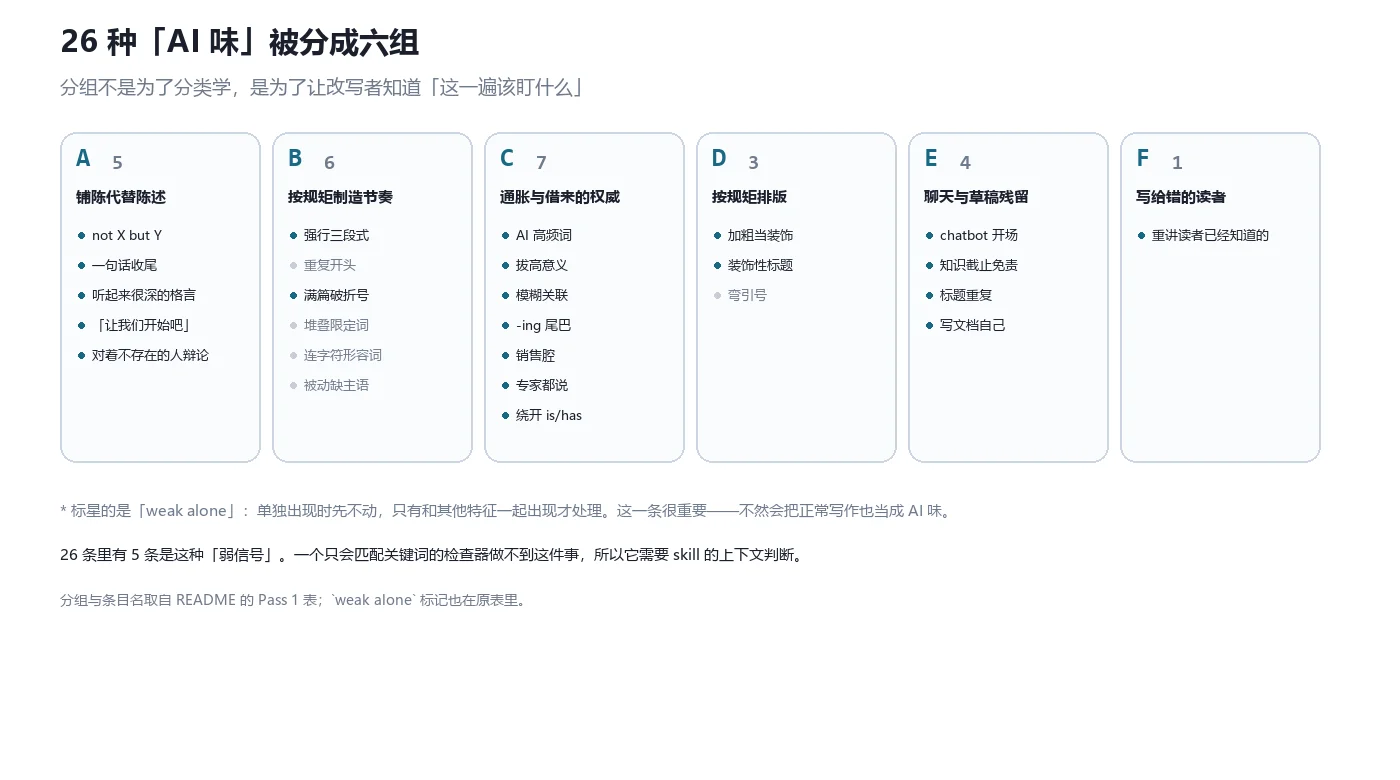 26 种「AI 味」被分成六组
分组不是为了分类学，是为了让改写者知道「这一遍该盯什么」
A 5
铺陈代替陈述
not X but Y
一句话收尾
听起来很深的格言
「让我们开始吧」
对着不存在的人辩论
B 6
按规矩制造节奏
强行三段式
重复开头
满篇破折号
堆叠限定词
连字符形容词
被动缺主语
C 7
通胀与借来的权威
AI 高频词
拔高意义
模糊关联
-ing 尾巴
销售腔
专家都说
绕开 is/has
D 3
按规矩排版
加粗当装饰
装饰性标题
弯引号
E 4
聊天与草稿残留
chatbot 开场
知识截止免责
标题重复
写文档自己
F 1
写给错的读者
重讲读者已经知道的
* 标星的是「weak alone」：单独出现时先不动，只有和其他特征一起出现才处理。这一条很重要——不然会把正常写作也当成 AI 味。
26 条里有 5 条是这种「弱信号」。一个只会匹配关键词的检查器做不到这件事，所以它需要 skill 的上下文判断。
分组与条目名取自 README 的 Pass 1 表；`weak alone` 标记也在原表里。